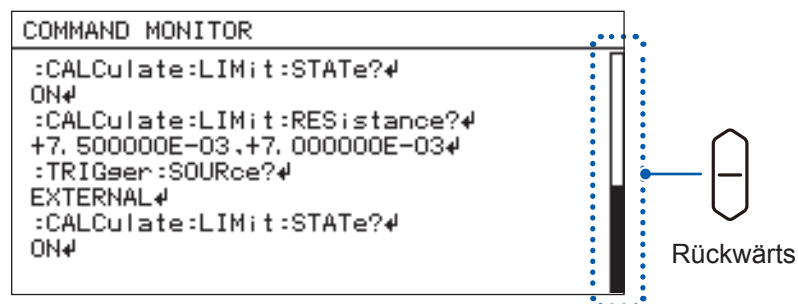 COMMAND MONITOR
:CALCulate:LIMit:STATe?↲
ON↲
:CALCulate:LIMit:RESistance?↲
+7.500000E-03,+7.000000E-03↲
:TRIGger:SOURce?↲
EXTERNAL↲
:CALCulate:LIMit:STATe?↲
ON↲
Rückwärts